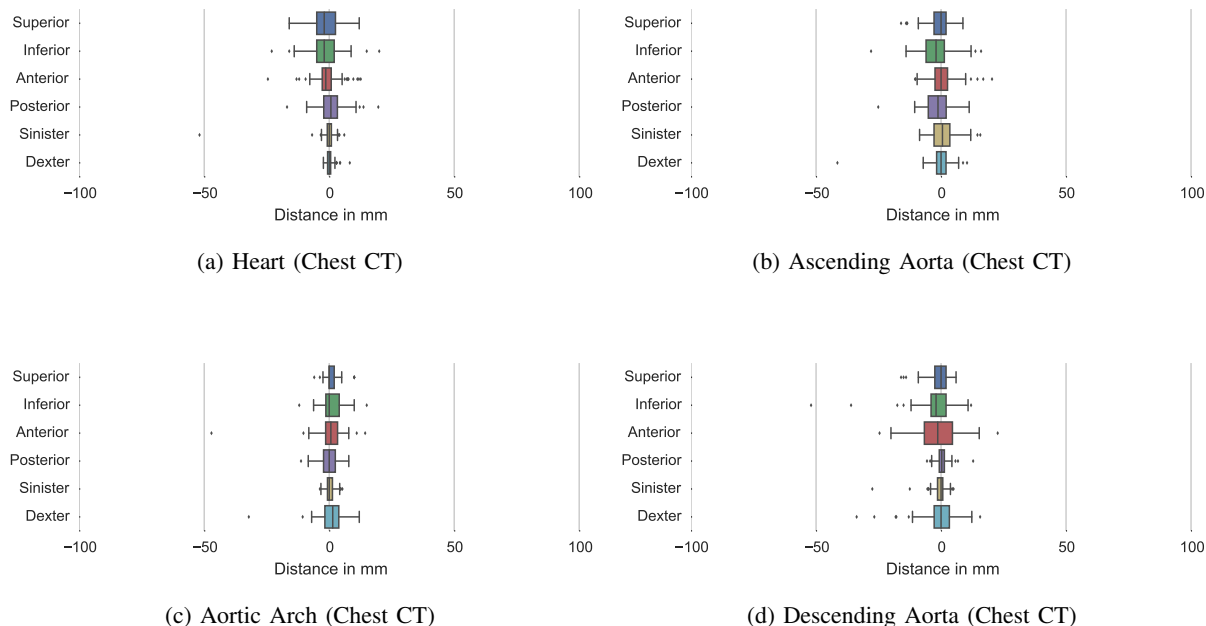 Superior
Inferior
Anterior
Posterior
Sinister
Dexter
−100 −50 0 50 100
Distance in mm
(a) Heart (Chest CT)
Superior
Inferior
Anterior
Posterior
Sinister
Dexter
−100 −50 0 50 100
Distance in mm
(b) Ascending Aorta (Chest CT)
Superior
Inferior
Anterior
Posterior
Sinister
Dexter
−100 −50 0 50 100
Distance in mm
(c) Aortic Arch (Chest CT)
Superior
Inferior
Anterior
Posterior
Sinister
Dexter
−100 −50 0 50 100
Distance in mm
(d) Descending Aorta (Chest CT)